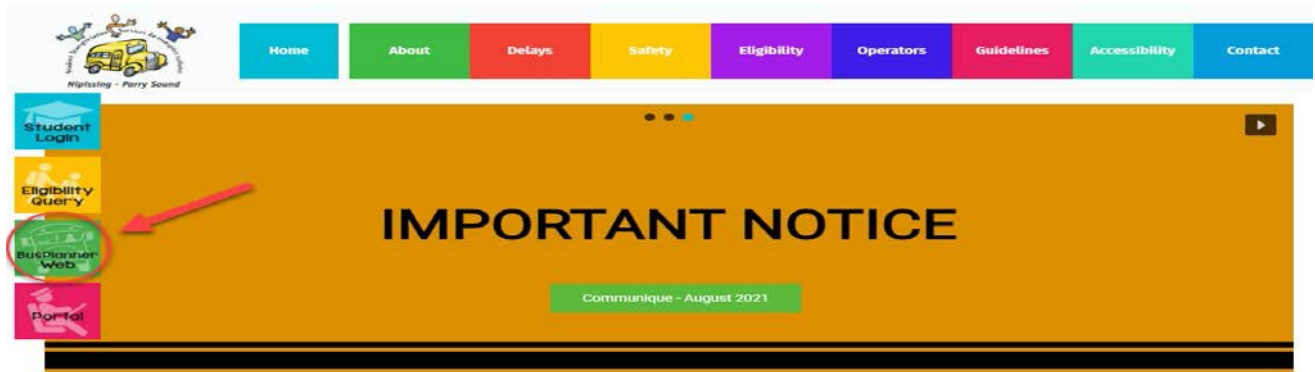 Nipissing - Parry Sound
Home
About
Delays
Safety
Eligibility
Operators
Guidelines
Accessibility
Contact
Student
Login
Eligibility
Query
BusPlanner
Web
Portal
IMPORTANT NOTICE
Communique - August 2021